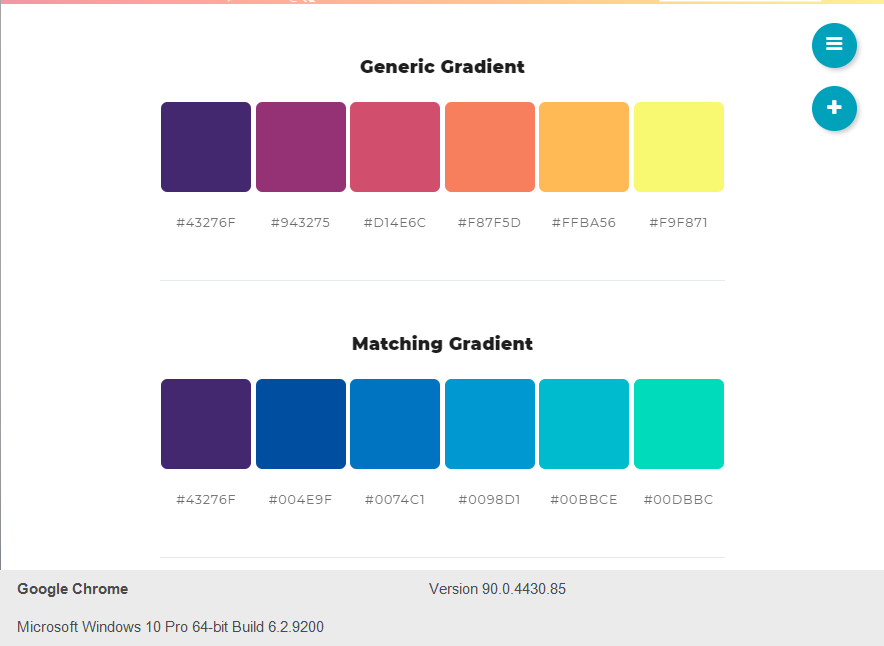 Generic Gradient
#43276F #943275 #D14E6C #F87F5D #FFBA56 #F9F871
Matching Gradient
#43276F #004E9F #0074C1 #0098D1 #00BBCE #00DBBC
Google Chrome Version 90.0.4430.85
Microsoft Windows 10 Pro 64-bit Build 6.2.9200